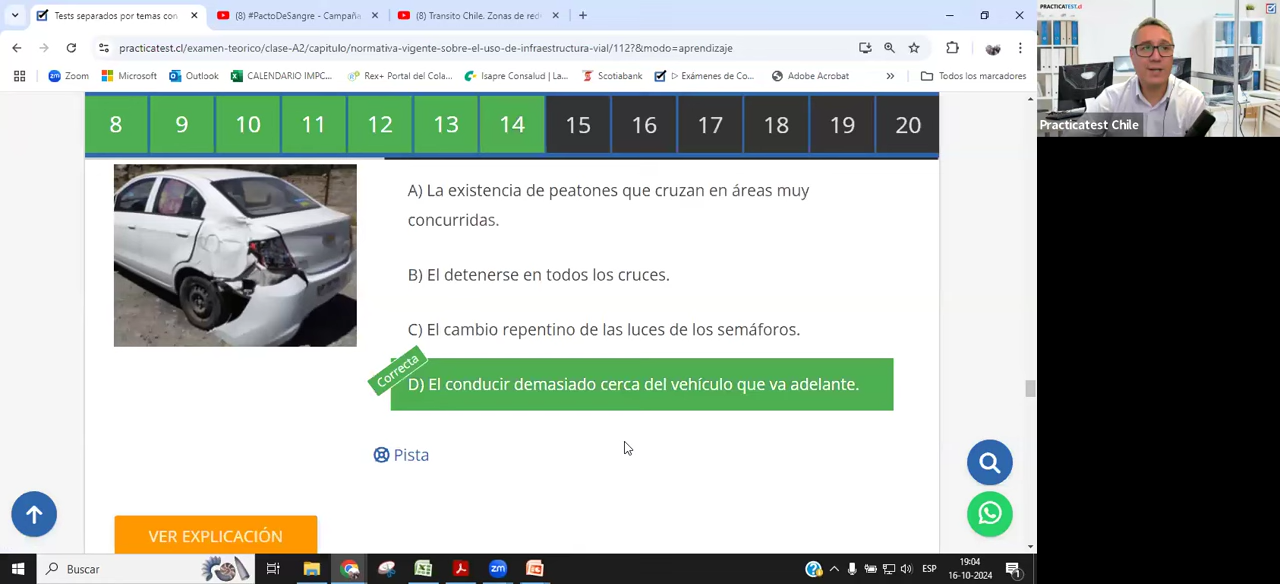 Tests separados por temas con
(8) #PactoDeSangre - Campaña
(8) Transito Chile. Zonas demed
practicatest.cl/examen-teorico/clase-A2/capitulo/normativa-vigente-sobre-el-uso-de-infraestructura-vial/112?&modo=aprendizaje
Zoom
Microsoft
Outlook
CALENDARIO IMPC...
Rex+ Portal del Cola...
Isapre Consalud | La...
Scotiabank
▷ Exámenes de Co...
Adobe Acrobat
Todos los marcadores
PRACTICATEST.cl
Practicatest Chile
8 9 10 11 12 13 14 15 16 17 18 19 20
A) La existencia de peatones que cruzan en áreas muy
concurridas.
B) El detenerse en todos los cruces.
C) El cambio repentino de las luces de los semáforos.
Correcta
D) El conducir demasiado cerca del vehículo que va adelante.
Pista
VER EXPLICACIÓN
Buscar
ESP
19:04
16-10-2024